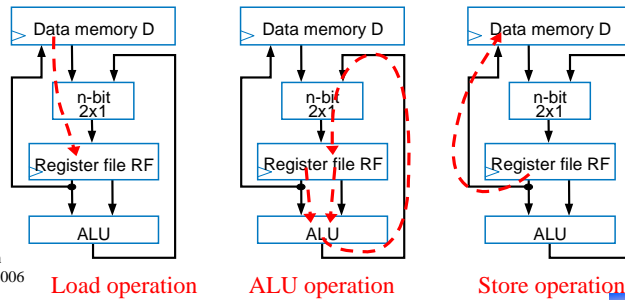 Data memory D
n-bit
2x1
Register file RF
ALU
Load operation
Data memory D
n-bit
2x1
Register file RF
ALU
ALU operation
Data memory D
n-bit
2x1
Register file RF
ALU
Store operation
006